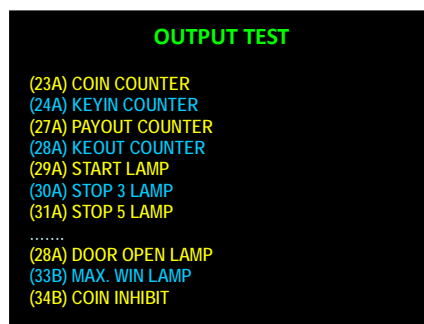 OUTPUT TEST
(23A) COIN COUNTER
(24A) KEYIN COUNTER
(27A) PAYOUT COUNTER
(28A) KEOUT COUNTER
(29A) START LAMP
(30A) STOP 3 LAMP
(31A) STOP 5 LAMP
.......
(28A) DOOR OPEN LAMP
(33B) MAX. WIN LAMP
(34B) COIN INHIBIT